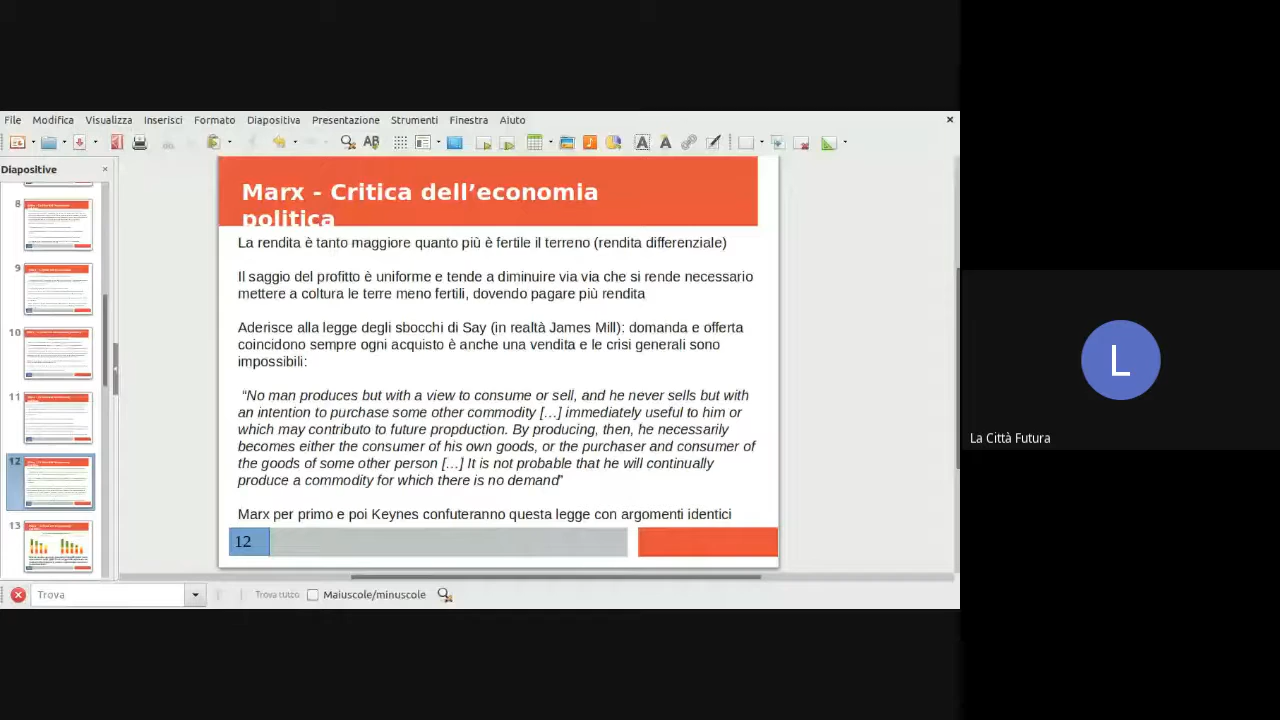 File Modifica Visualizza Inserisci Formato Diapositiva Presentazione Strumenti Finestra Aiuto
Diapositive
8
9
10
11
12
13
Marx - Critica dell’economia
politica
La rendita è tanto maggiore quanto più è fertile il terreno (rendita differenziale)
Il saggio del profitto è uniforme e tende a diminuire via via che si rende necessario
mettere a coltura le terre meno fertili, dovendo pagare più rendita
Aderisce alla legge degli sbocchi di Say (in realtà James Mill): domanda e offerta
coincidono sempre ogni acquisto è anche una vendita e le crisi generali sono
impossibili:
“No man produces but with a view to consume or sell, and he never sells but with
an intention to purchase some other commodity […] immediately useful to him or
which may contributo to future propduction. By producing, then, he necessarily
becomes either the consumer of his own goods, or the purchaser and consumer of
the goods of some other person […] It is not probable that he will continually
produce a commodity for which there is no demand”
Marx per primo e poi Keynes confuteranno questa legge con argomenti identici
12
Trova Trova tutto Maiuscole/minuscole
L
La Città Futura